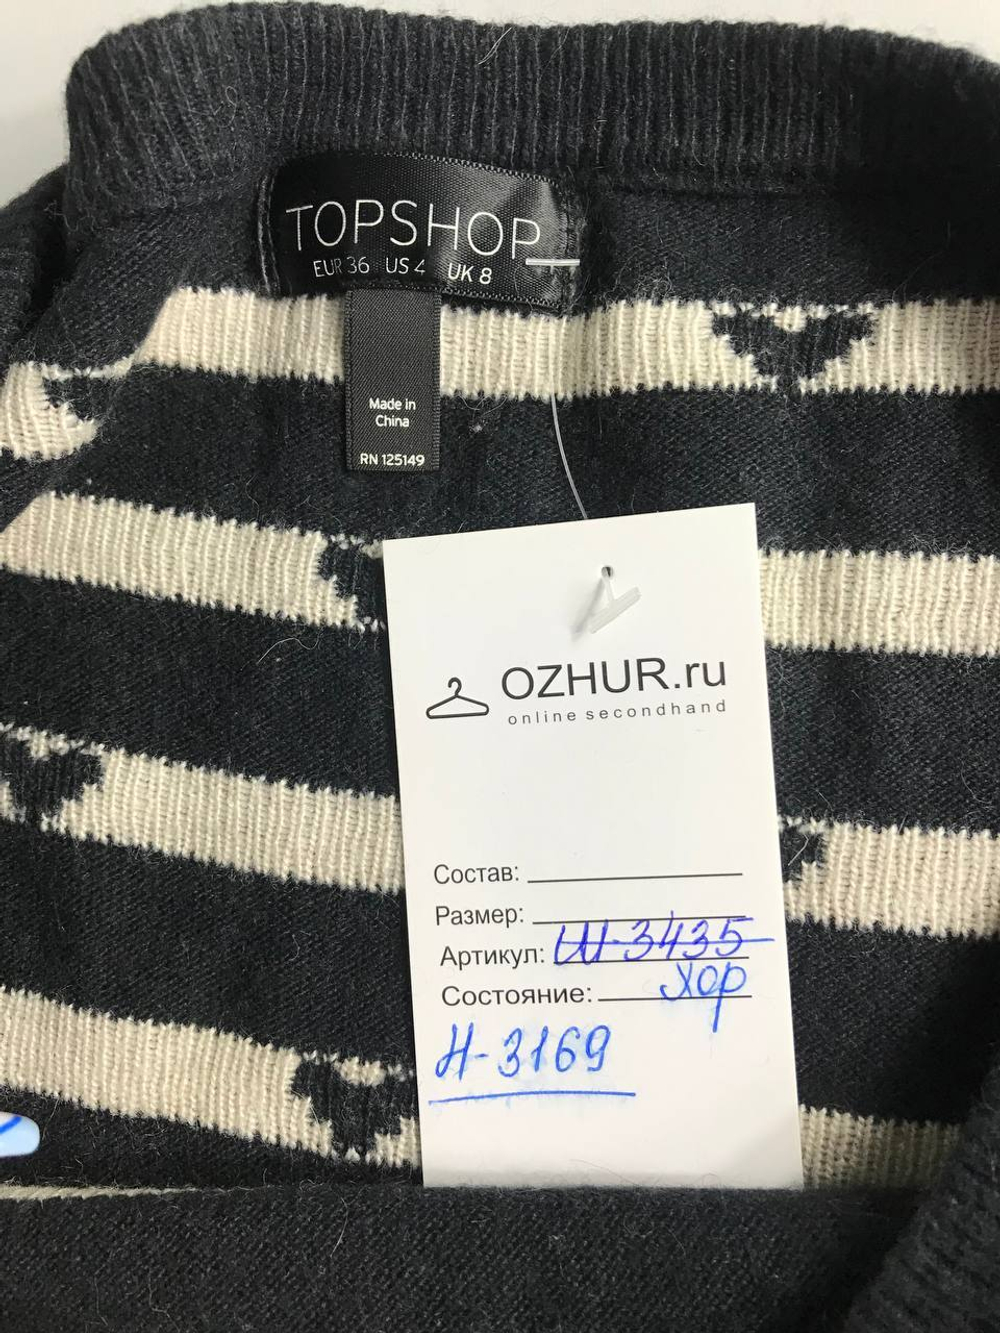 TOPSHOP
EUR 36 US 4 UK 8
Made in
China
RN 125149
OZHUR.ru
online secondhand
Состав:
Размер:
Артикул: Ш-3435
Состояние: хор
Н-3169